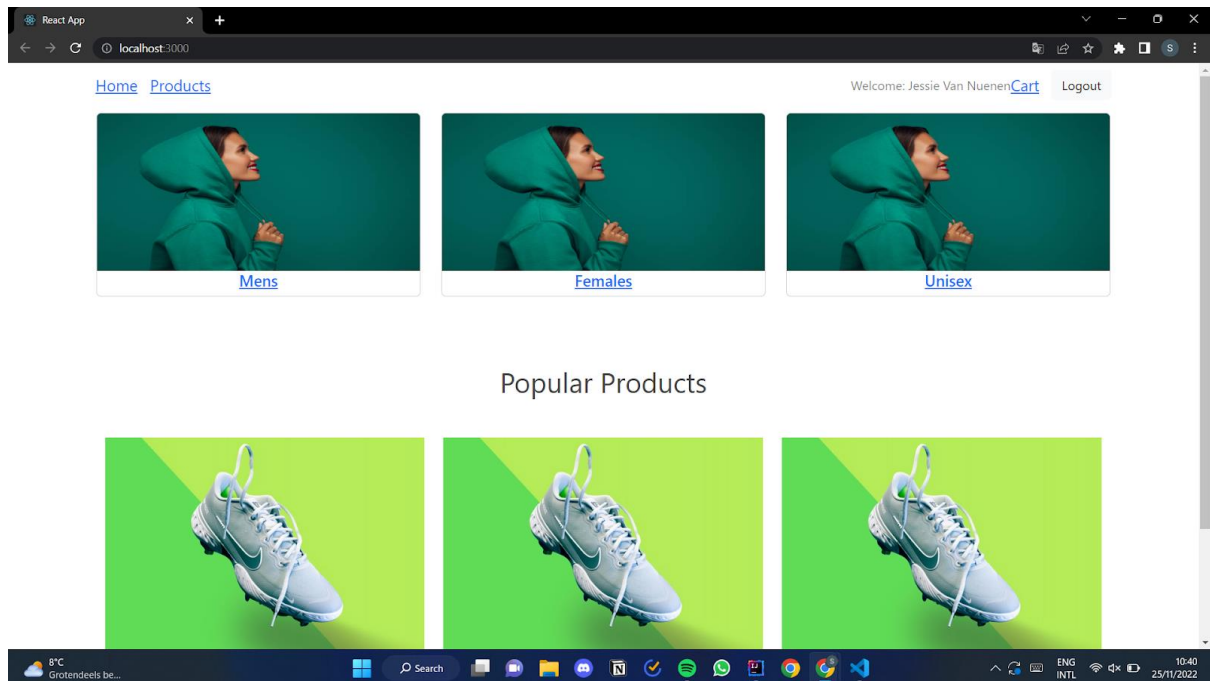 React App
localhost:3000
S
Home Products Welcome: Jessie Van Nuenen Cart Logout
Mens Females Unisex
Popular Products
8°C ENG 10:40
Grotendeels be... Search INTL 25/11/2022